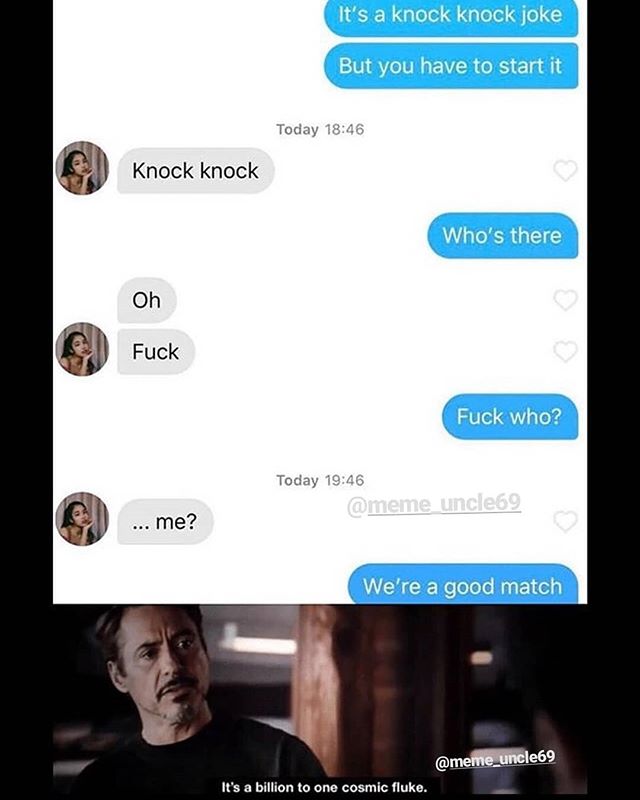 It's a knock knock joke
But you have to start it
Today 18:46
Knock knock
Who's there
Oh
Fuck
Fuck who?
Today 19:46
@meme_uncle69
... me?
We're a good match
@meme_uncle69
It's a billion to one cosmic fluke.